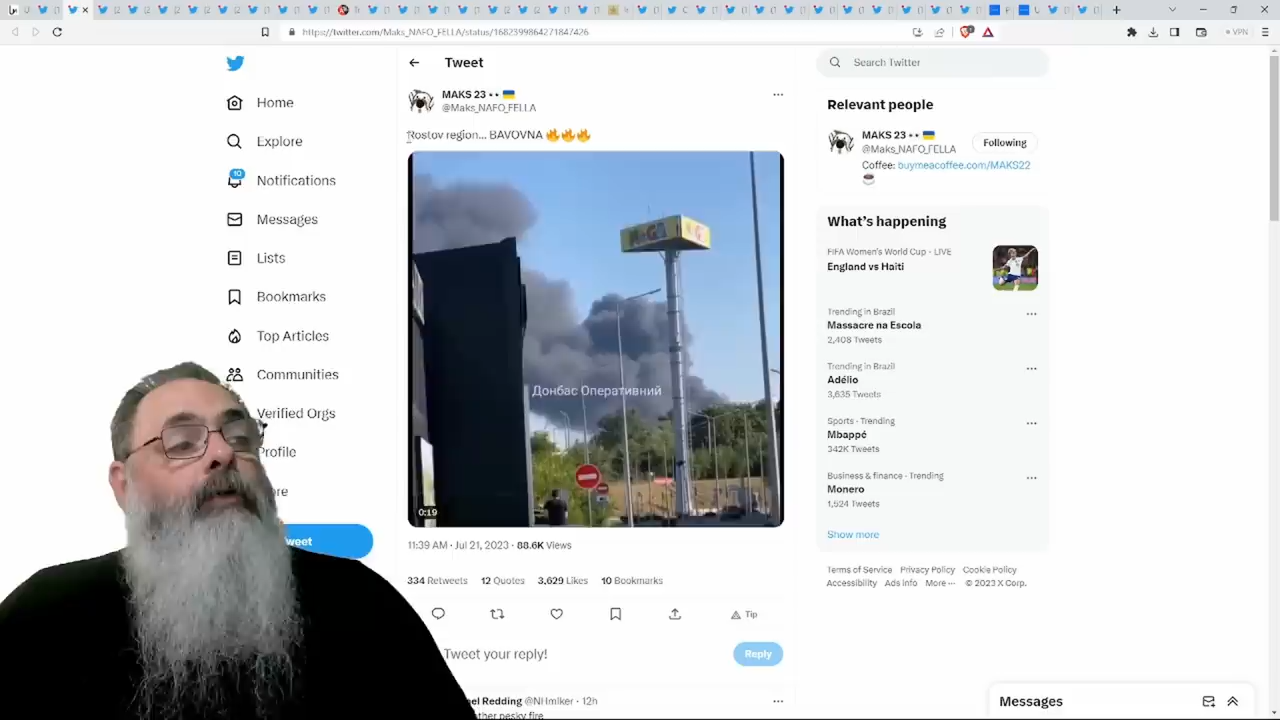 https://twitter.com/Maks_NAFO_FELLA/status/1682399864271847426
VPN
Home
Explore
10
Notifications
Messages
Lists
Bookmarks
Top Articles
Communities
Verified Orgs
Profile
Tweet
MAKS 23
@Maks_NAFO_FELLA
Rostov region... BAVOVNA 🔥🔥🔥
Донбас Оперативний
0:19
11:39 AM · Jul 21, 2023 · 88.6K Views
334 Retweets 12 Quotes 3,629 Likes 10 Bookmarks
Tip
Tweet your reply!
Reply
Redding
12h
pesky fire
Search Twitter
Relevant people
MAKS 23
@Maks_NAFO_FELLA
Following
Coffee: buymeacoffee.com/MAKS22
What's happening
FIFA Women's World Cup · LIVE
England vs Haiti
Trending in Brazil
Massacre na Escola
2,408 Tweets
Trending in Brazil
Adélio
3,635 Tweets
Sports · Trending
Mbappé
342K Tweets
Business & finance · Trending
Monero
1,524 Tweets
Show more
Terms of Service Privacy Policy Cookie Policy
Accessibility Ads info More ··· © 2023 X Corp.
Messages